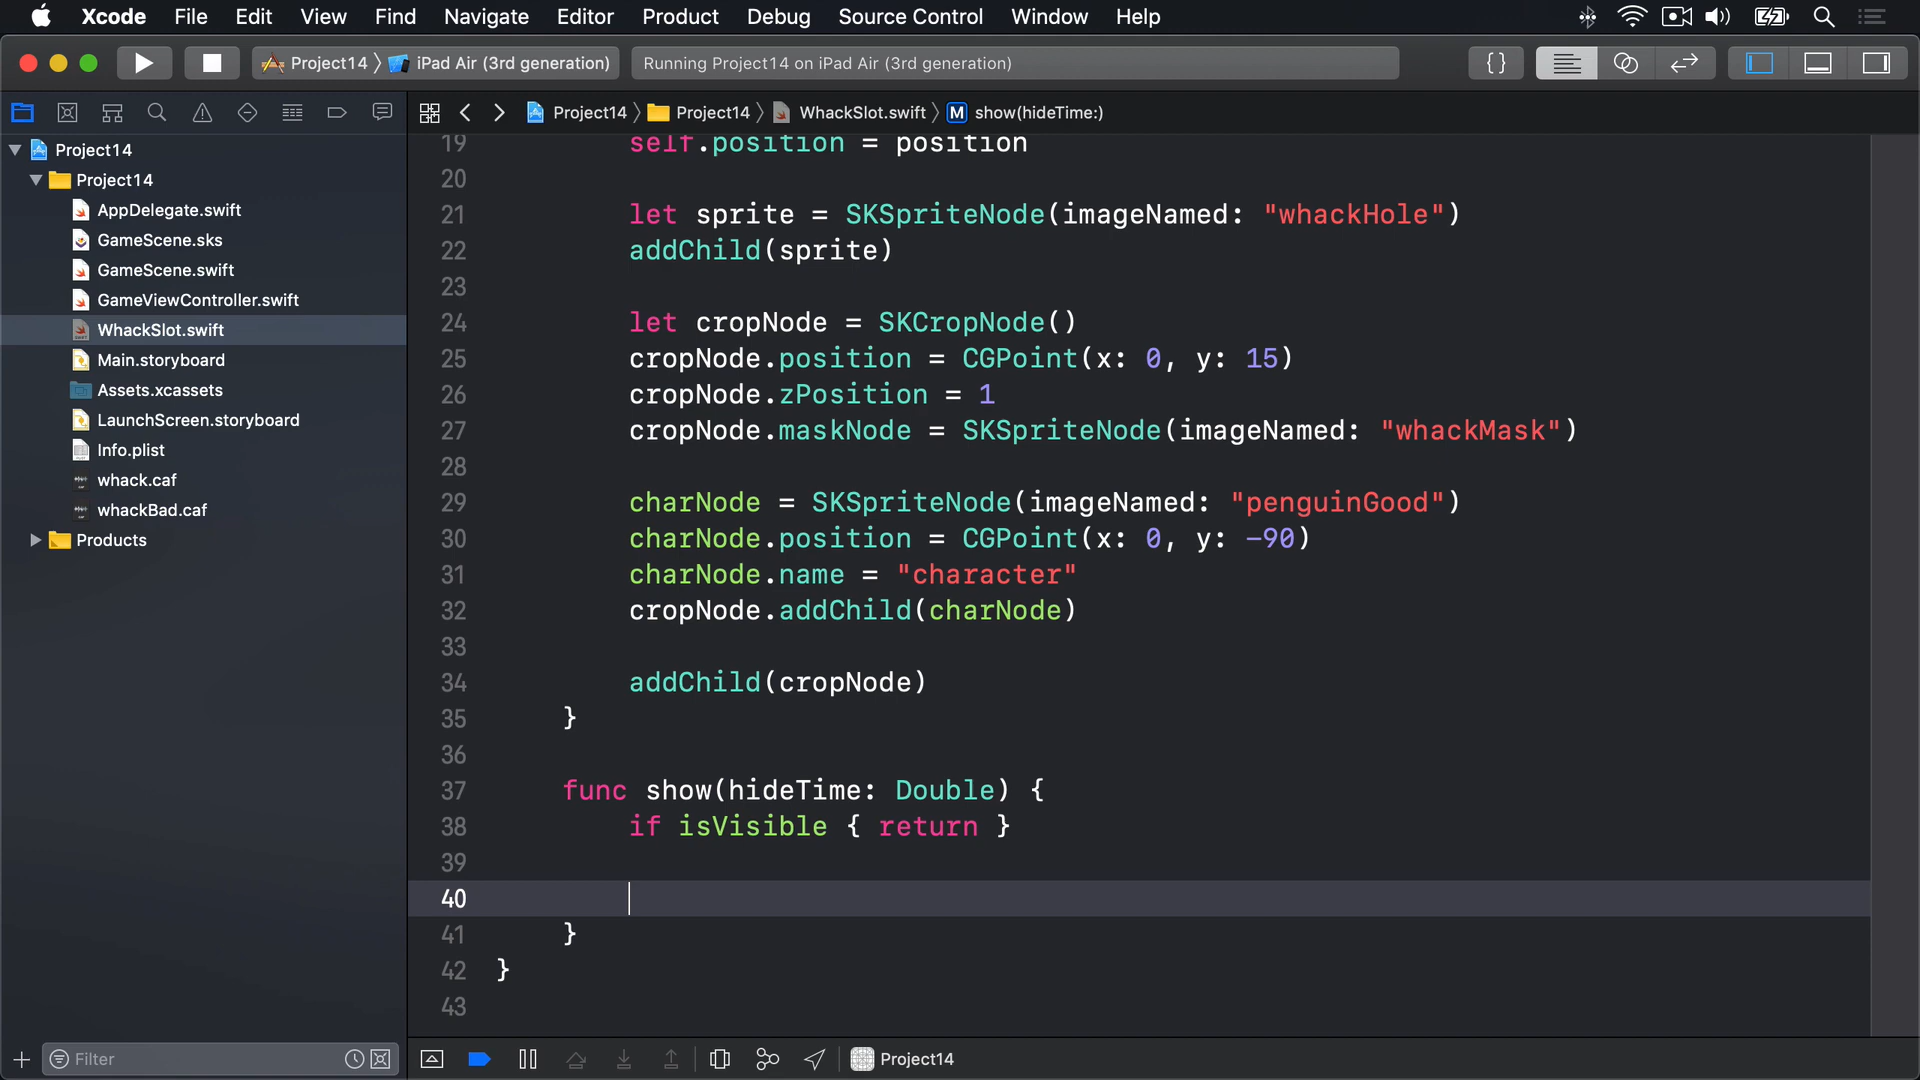 Xcode File Edit View Find Navigate Editor Product Debug Source Control Window Help
Project14 iPad Air (3rd generation) Running Project14 on iPad Air (3rd generation) {}
Project14 Project14 WhackSlot.swift M show(hideTime:)
Project14
Project14
AppDelegate.swift
GameScene.sks
GameScene.swift
GameViewController.swift
WhackSlot.swift
Main.storyboard
Assets.xcassets
LaunchScreen.storyboard
Info.plist
whack.caf
whackBad.caf
Products
19 self.position = position
20
21 let sprite = SKSpriteNode(imageNamed: "whackHole")
22 addChild(sprite)
23
24 let cropNode = SKCropNode()
25 cropNode.position = CGPoint(x: 0, y: 15)
26 cropNode.zPosition = 1
27 cropNode.maskNode = SKSpriteNode(imageNamed: "whackMask")
28
29 charNode = SKSpriteNode(imageNamed: "penguinGood")
30 charNode.position = CGPoint(x: 0, y: -90)
31 charNode.name = "character"
32 cropNode.addChild(charNode)
33
34 addChild(cropNode)
35 }
36
37 func show(hideTime: Double) {
38 if isVisible { return }
39
40
41 }
42 }
43
Filter Project14